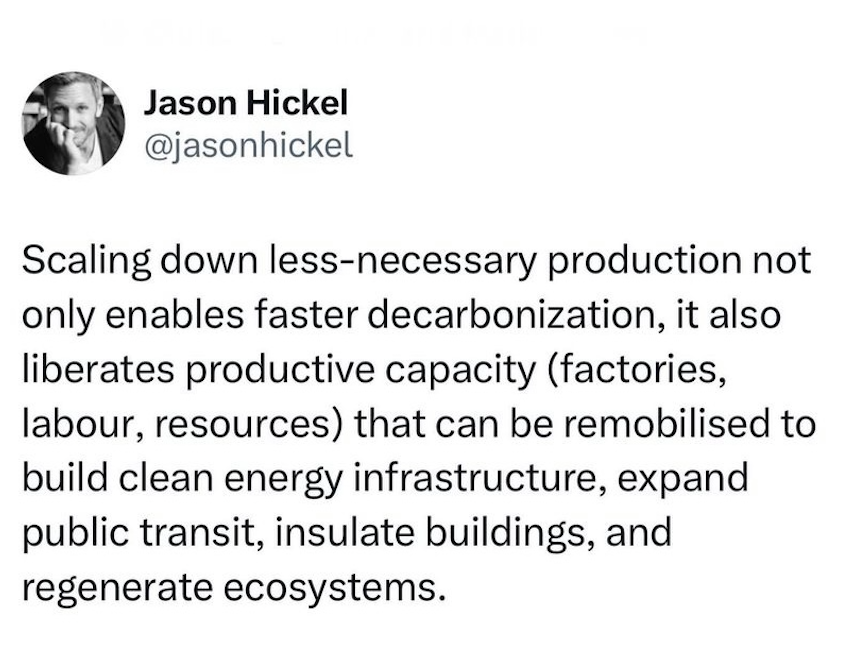 Jason Hickel
@jasonhickel
Scaling down less-necessary production not
only enables faster decarbonization, it also
liberates productive capacity (factories,
labour, resources) that can be remobilised to
build clean energy infrastructure, expand
public transit, insulate buildings, and
regenerate ecosystems.